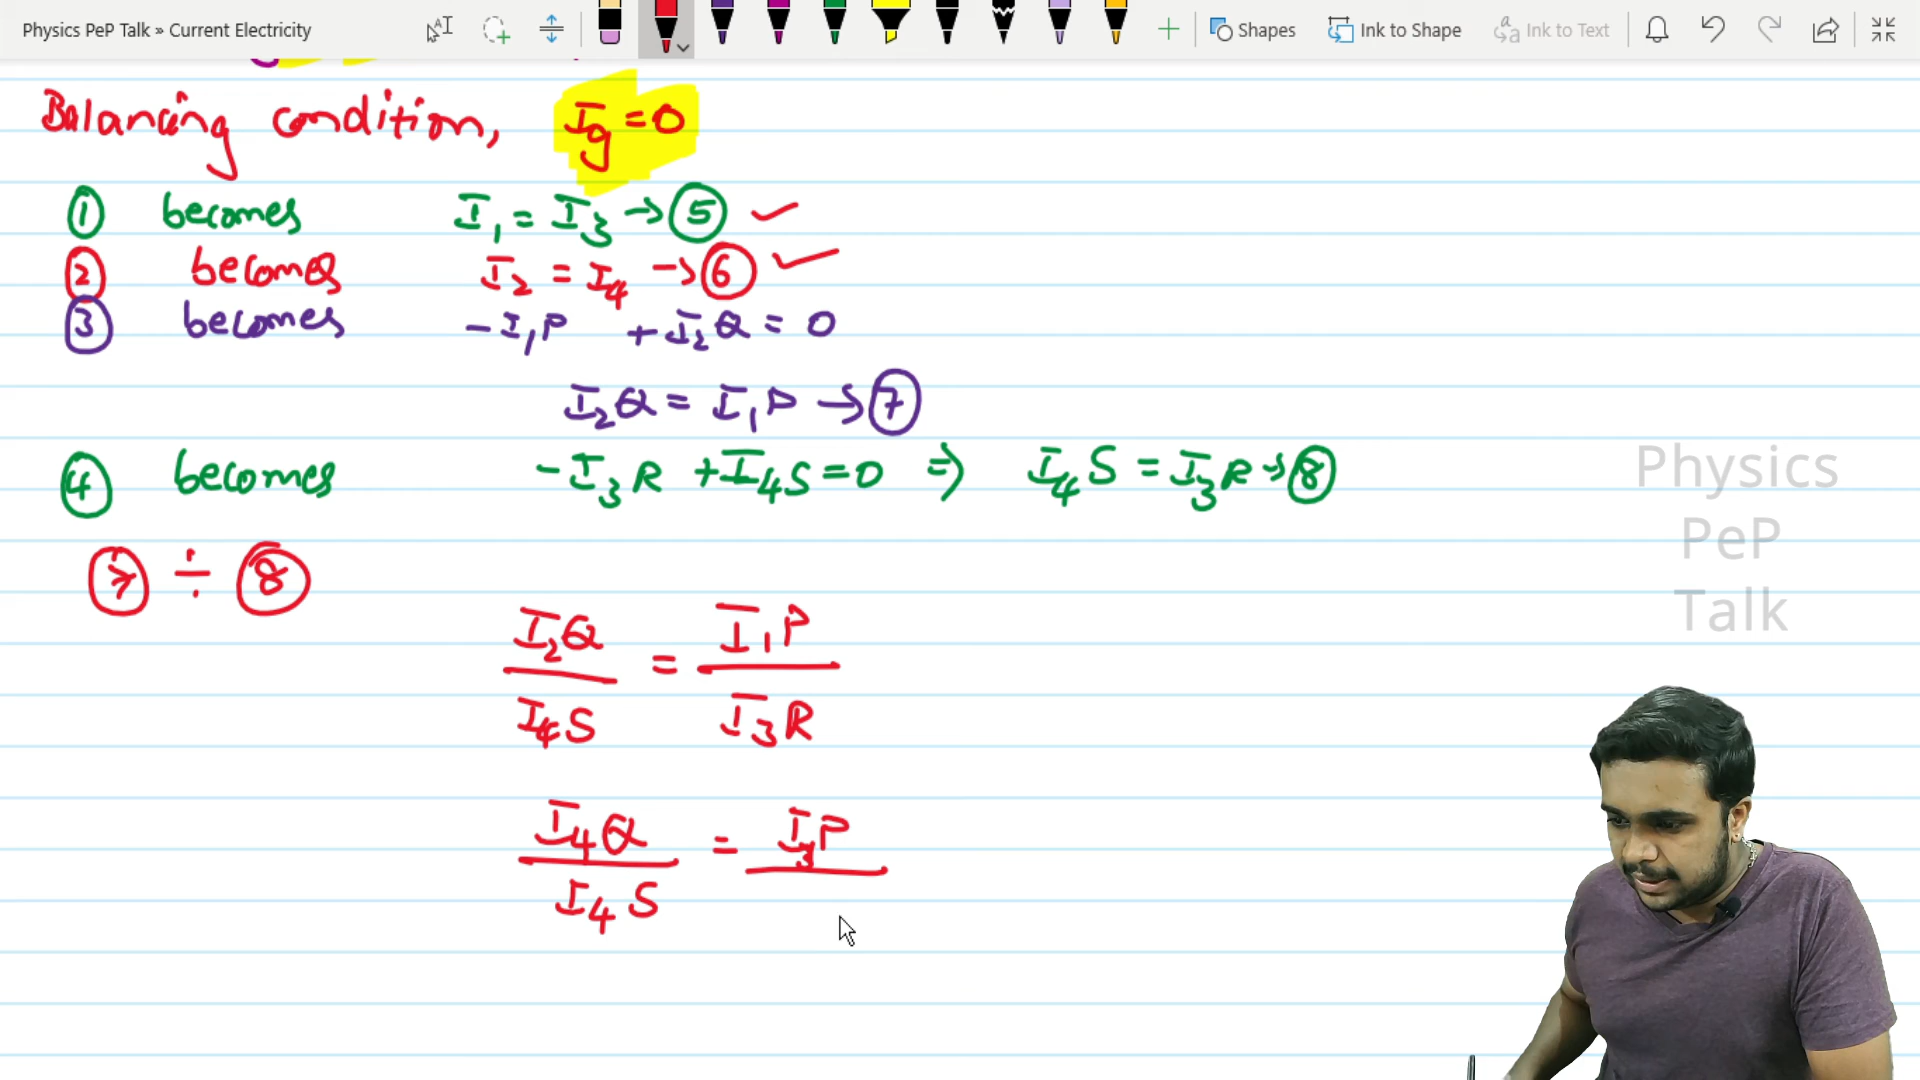 Physics PeP Talk » Current Electricity
Shapes
Ink to Shape
Ink to Text
Balancing condition, Ig = 0
① becomes I₁ = I₃ → ⑤ ✓
② becomes I₂ = I₄ → ⑥ ✓
③ becomes - I₁P + I₂Q = 0
I₂Q = I₁P → ⑦
④ becomes - I₃R + I₄S = 0 ⇒ I₄S = I₃R → ⑧
⑦ ÷ ⑧
I₂Q / I₄S = I₁P / I₃R
I₄Q / I₄S = I₃P /
Physics
PeP
Talk